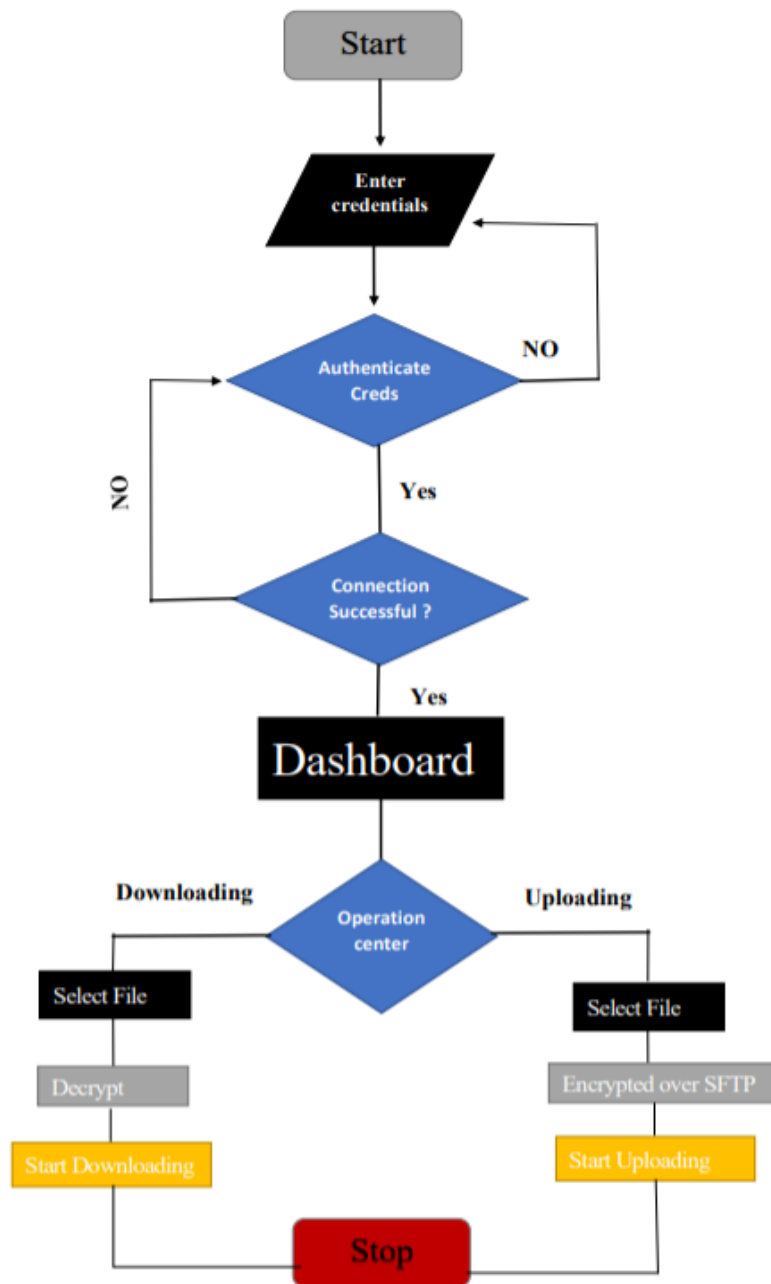 Start
Enter
credentials
Authenticate
Creds
NO
NO
Yes
Connection
Successful ?
Yes
Dashboard
Downloading
Uploading
Operation
center
Select File
Select File
Decrypt
Encrypted over SFTP
Start Downloading
Start Uploading
Stop